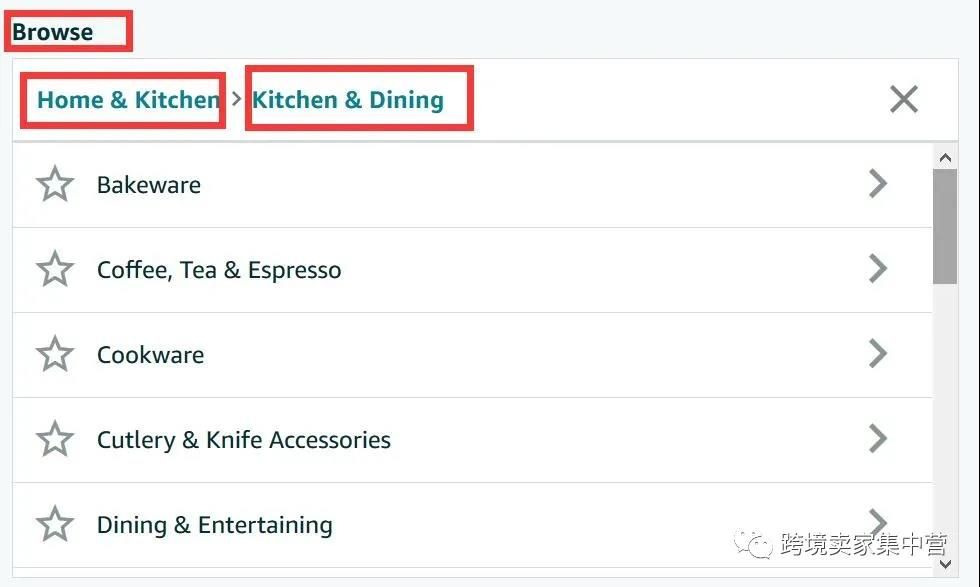 Browse
Home & Kitchen > Kitchen & Dining
Bakeware
Coffee, Tea & Espresso
Cookware
Cutlery & Knife Accessories
Dining & Entertaining
跨境卖家集中营